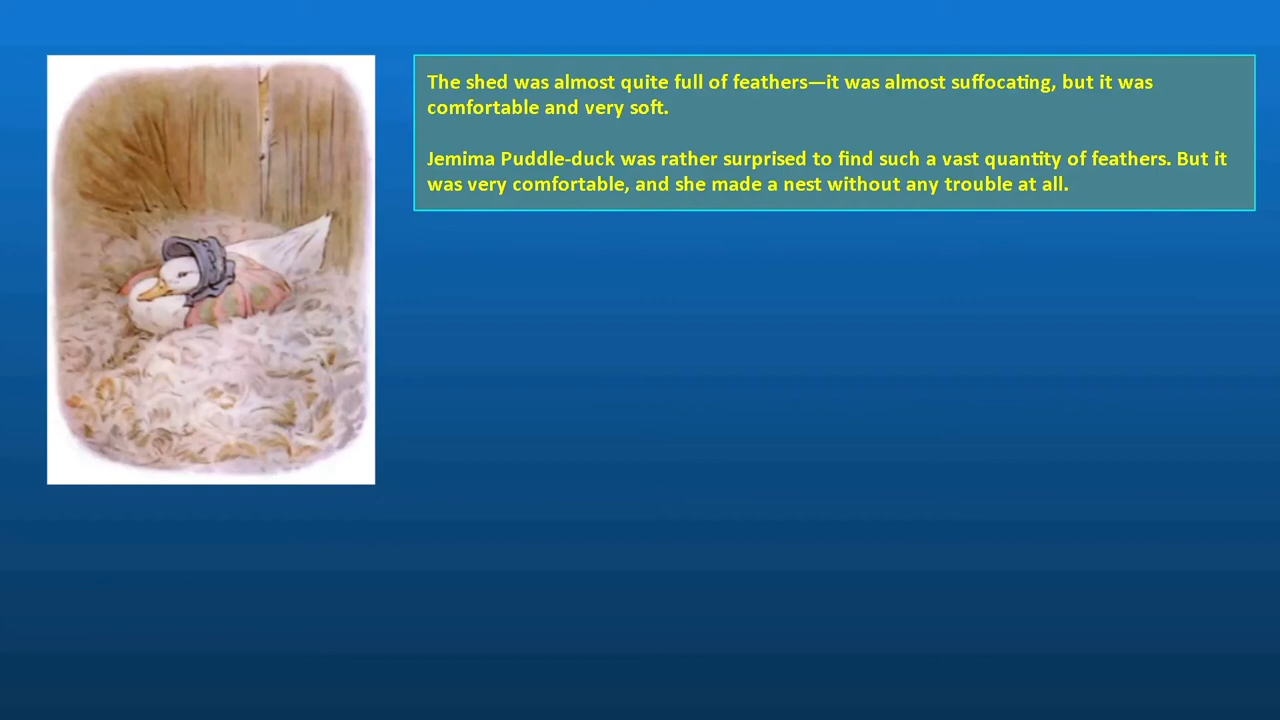 The shed was almost quite full of feathers—it was almost suffocating, but it was
comfortable and very soft.
Jemima Puddle-duck was rather surprised to find such a vast quantity of feathers. But it
was very comfortable, and she made a nest without any trouble at all.